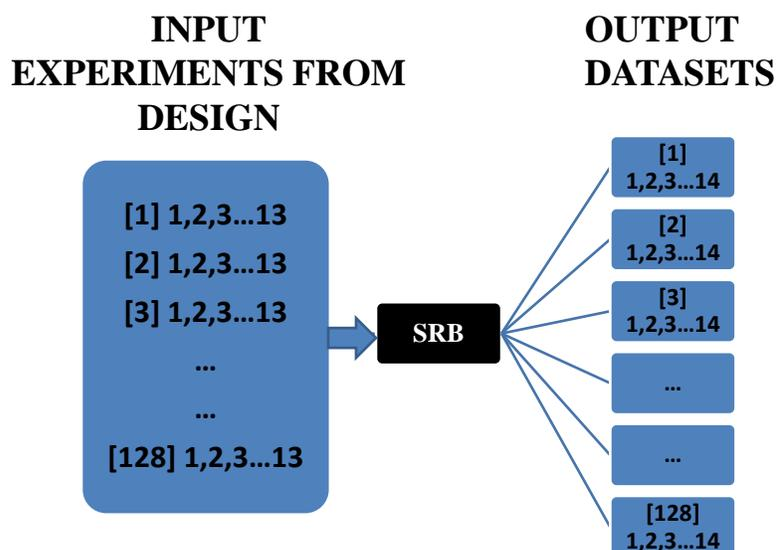 INPUT
EXPERIMENTS FROM
DESIGN
[1] 1,2,3…13
[2] 1,2,3…13
[3] 1,2,3…13
…
…
[128] 1,2,3…13
SRB
OUTPUT
DATASETS
[1]
1,2,3…14
[2]
1,2,3…14
[3]
1,2,3…14
…
…
[128]
1,2,3…14